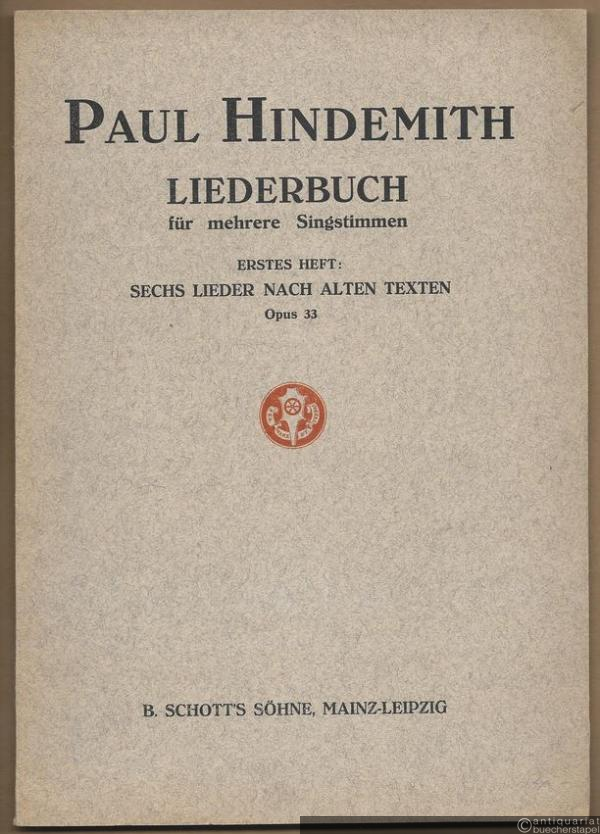 PAUL HINDEMITH
LIEDERBUCH
für mehrere Singstimmen
ERSTES HEFT:
SECHS LIEDER NACH ALTEN TEXTEN
Opus 33
B. SCHOTT'S SÖHNE, MAINZ-LEIPZIG
antiquariat
buecherstapel